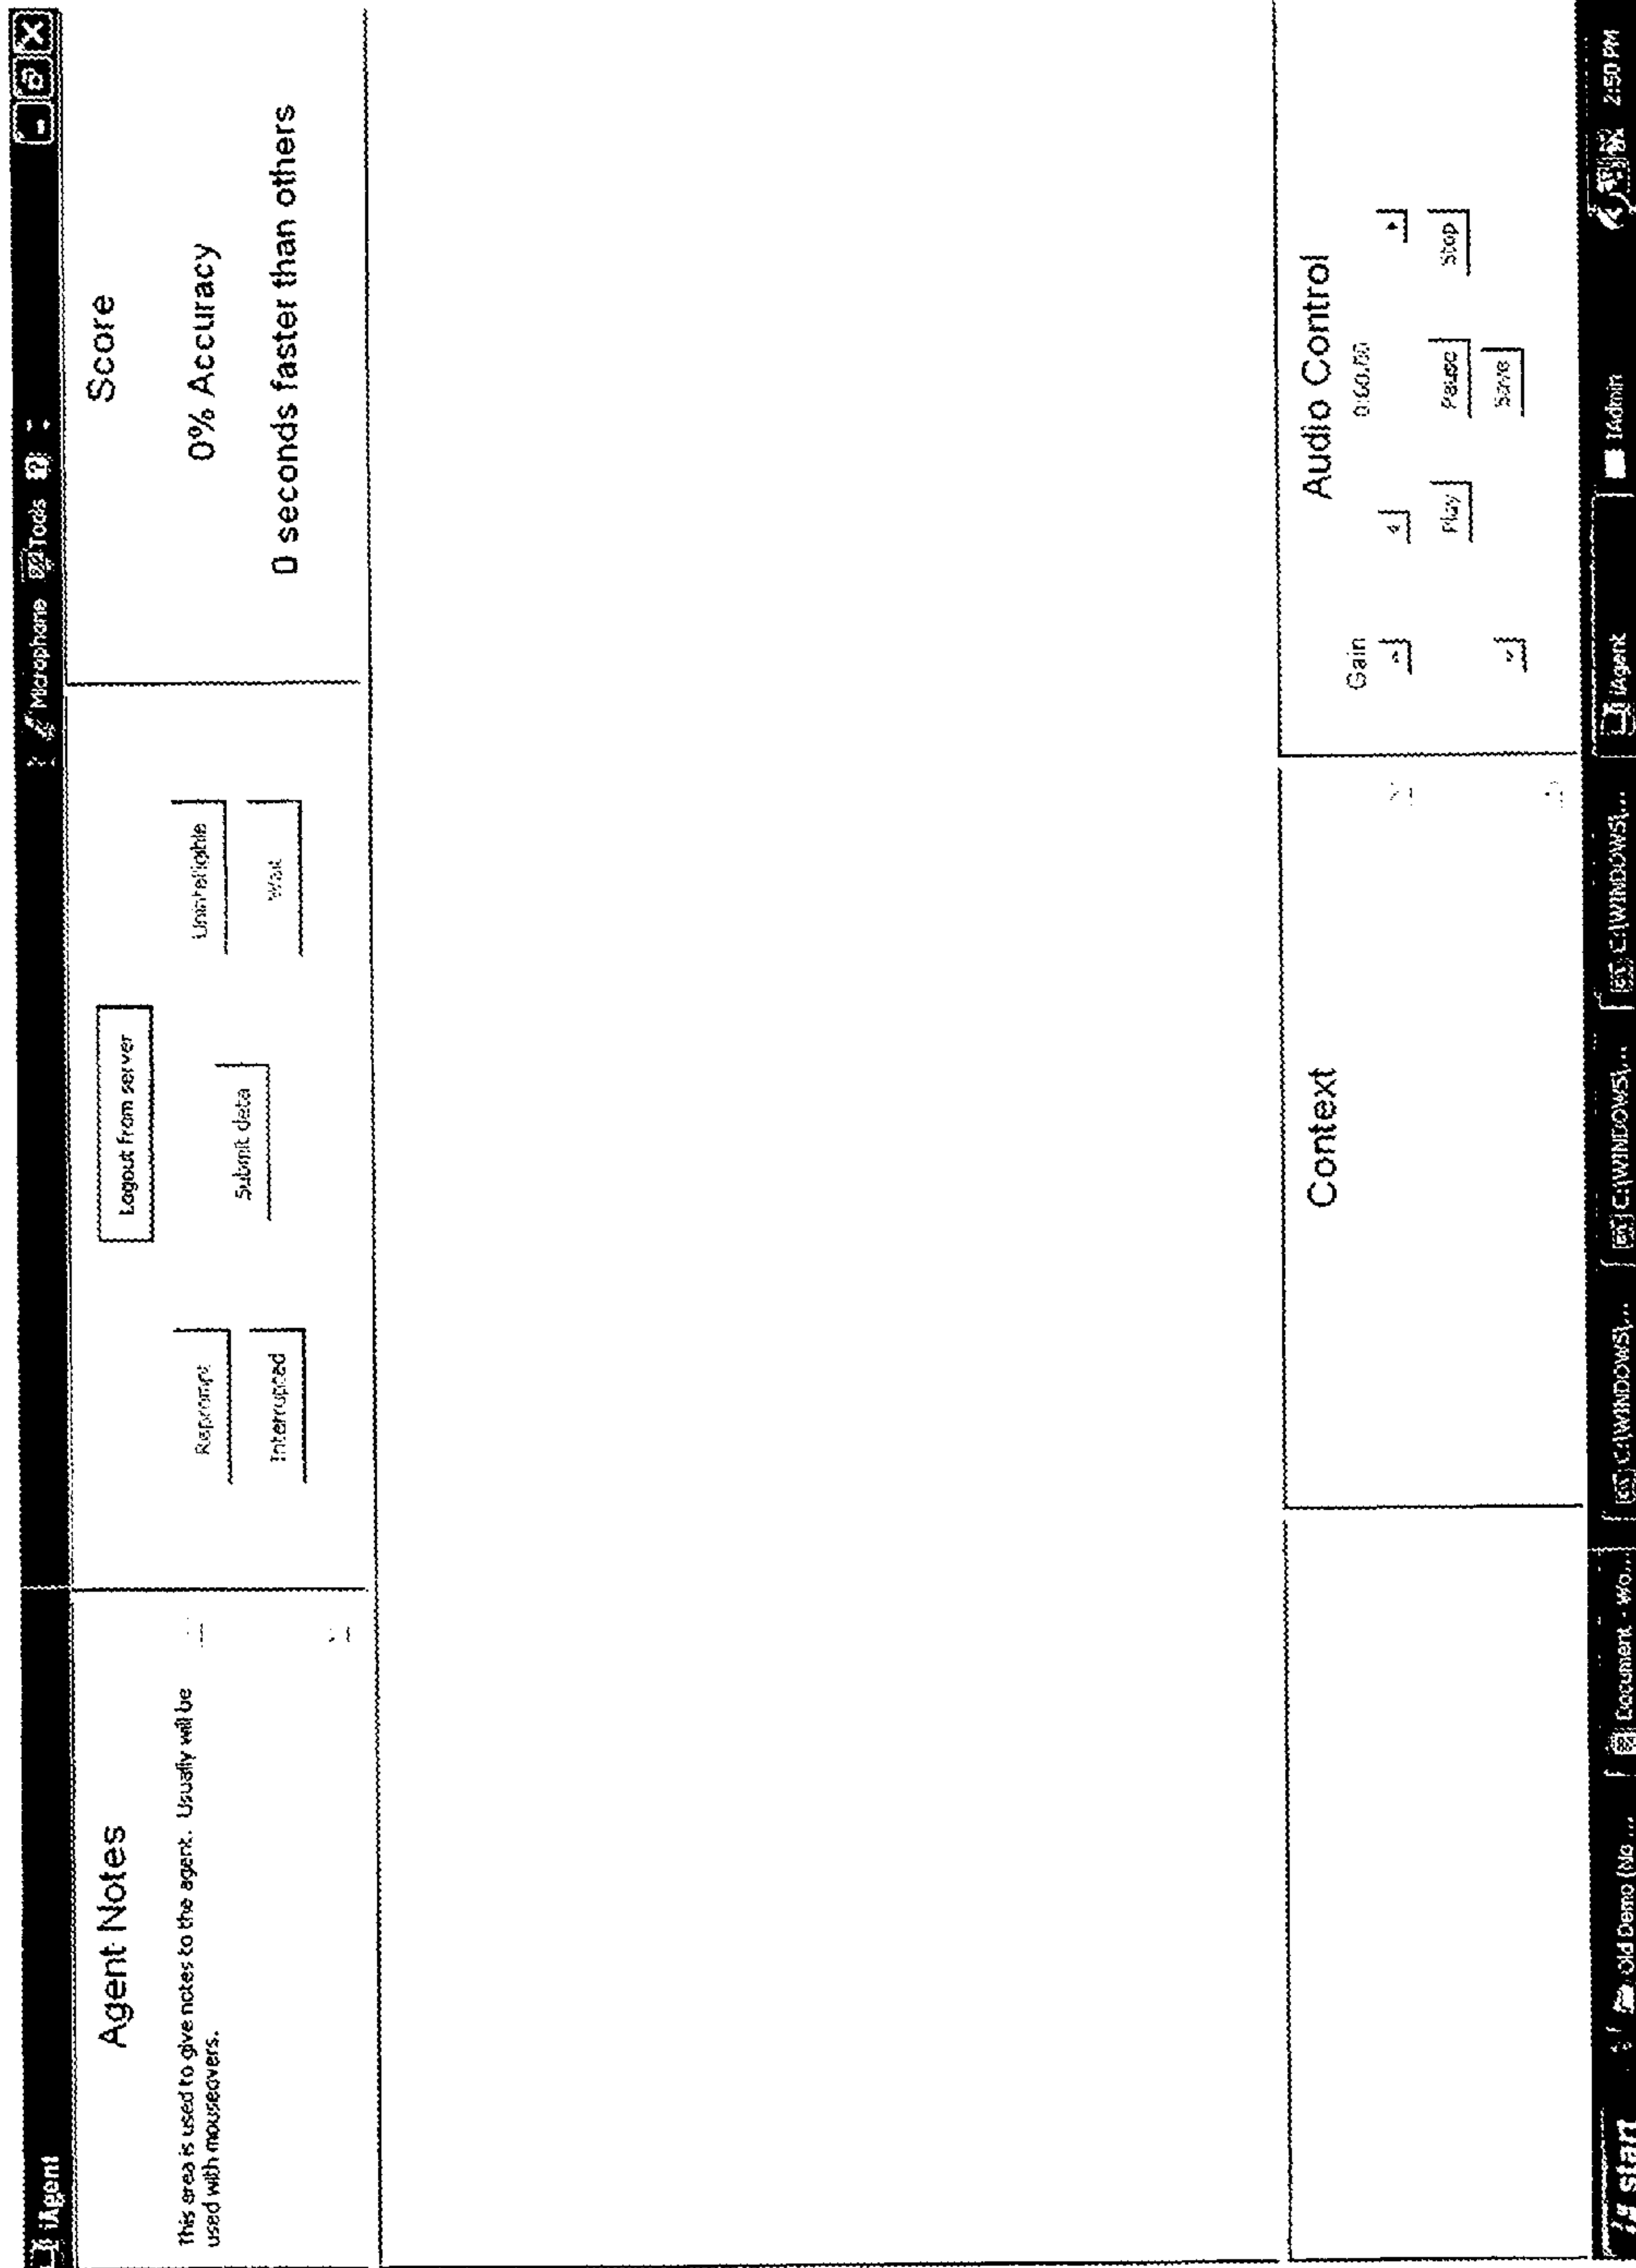 iAgent
Microphone Tools
Agent Notes
This area is used to give notes to the agent. Usually will be
used with mouseovers.
Logout from server
Reprompt
Unintelligible
Submit data
Interrupted
Wait
Score
0% Accuracy
0 seconds faster than others
Context
Audio Control
Gain
Play
Pause
Stop
Save
start
Old Demo (No ...
Document - Wo...
C:\WINDOWS\...
C:\WINDOWS\...
C:\WINDOWS\...
iAgent
IAdmin
2:50 PM